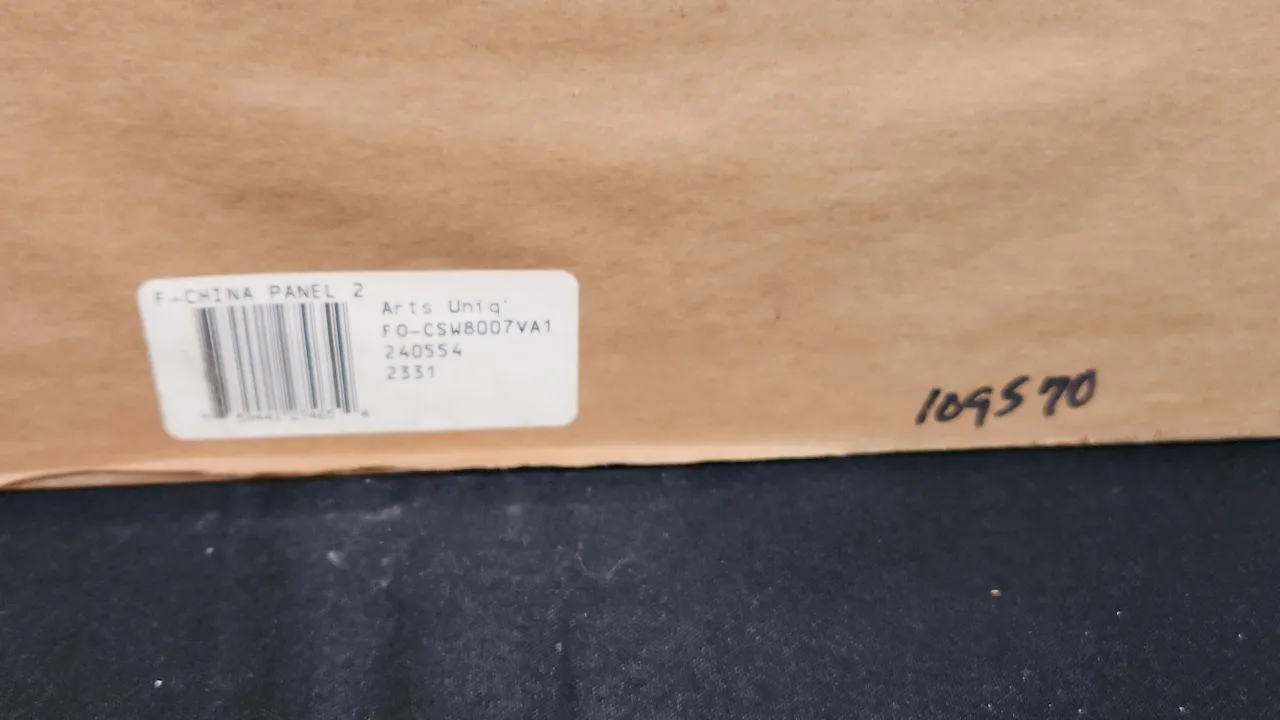 F-CHINA PANEL 2
Arts Uniq'
FO-CSW8007VA1
240554
2331
109570